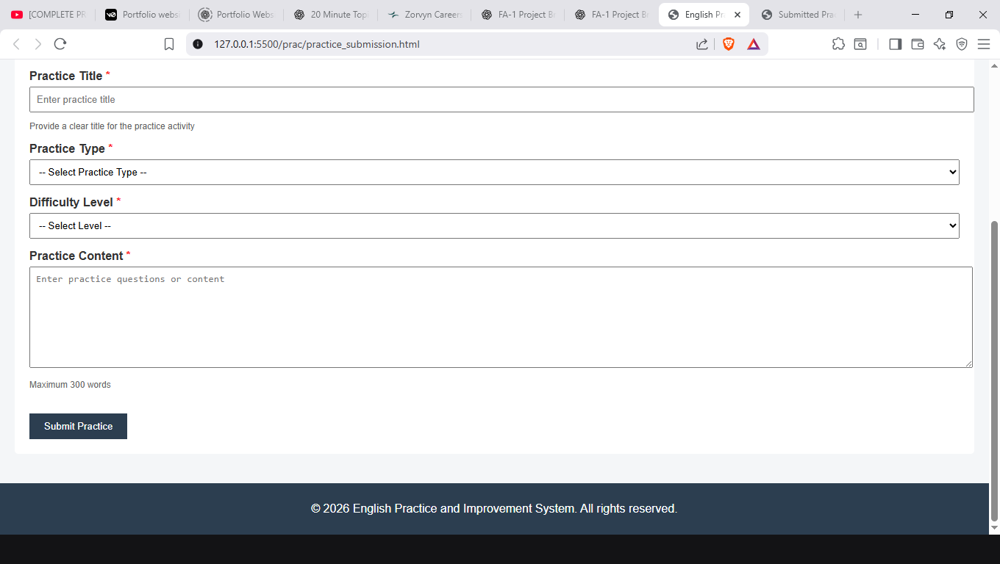 [COMPLETE PR
Portfolio websi
Portfolio Webs
20 Minute Top
Zorvyn Careers
FA-1 Project B
FA-1 Project B
English Pr
Submitted Prac
127.0.0.1:5500/prac/practice_submission.html
Practice Title *
Enter practice title
Provide a clear title for the practice activity
Practice Type *
-- Select Practice Type --
Difficulty Level *
-- Select Level --
Practice Content *
Enter practice questions or content
Maximum 300 words
Submit Practice
© 2026 English Practice and Improvement System. All rights reserved.